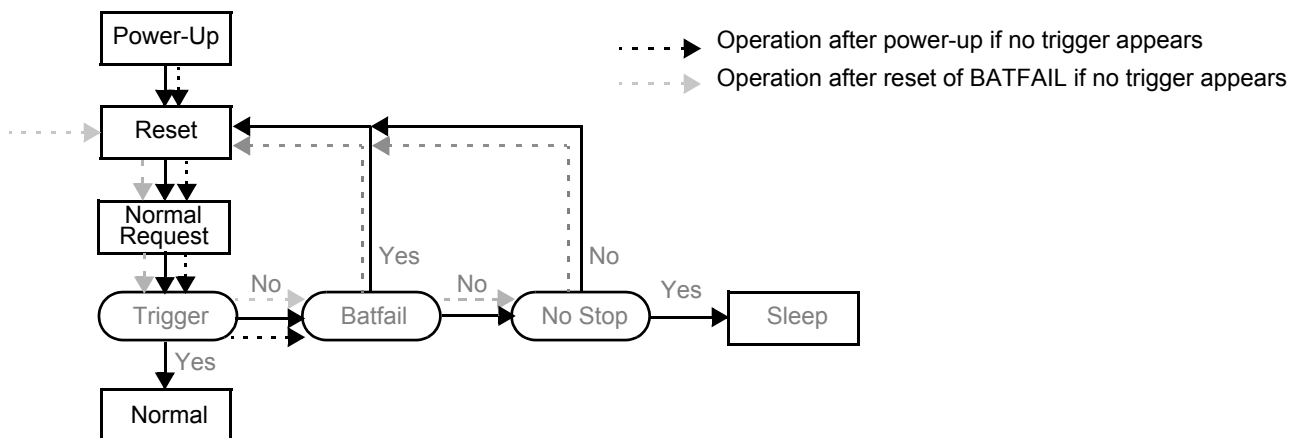 Power-Up
Operation after power-up if no trigger appears
Operation after reset of BATFAIL if no trigger appears
Reset
Normal
Request
Yes
No
No
No
Yes
Trigger
Batfail
No Stop
Sleep
Yes
Normal